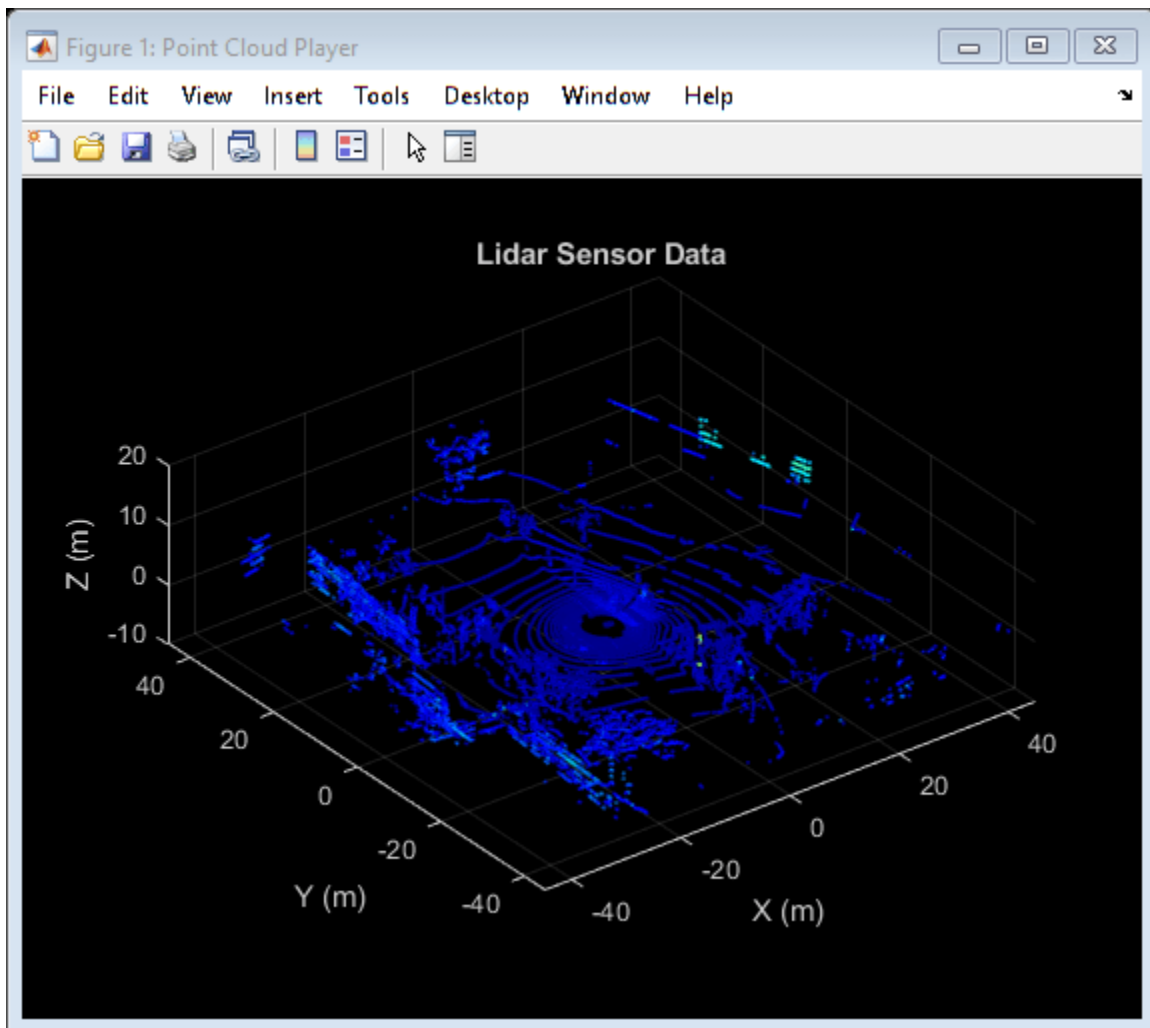 Figure 1: Point Cloud Player
File Edit View Insert Tools Desktop Window Help
Lidar Sensor Data
20
10
0
-10
Z (m)
40
20
0
-20
-40
Y (m)
-40
-20
0
20
40
X (m)